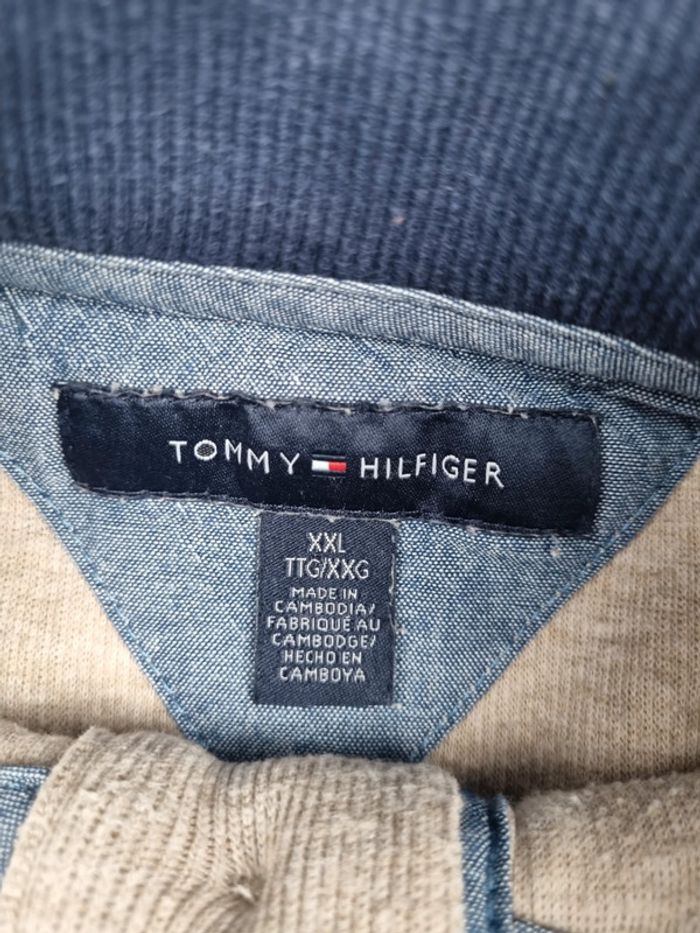 TOMMY HILFIGER
XXL
TTG/XXG
MADE IN
CAMBODIA/
FABRIQUÉ AU
CAMBODGE/
HECHO EN
CAMBOYA